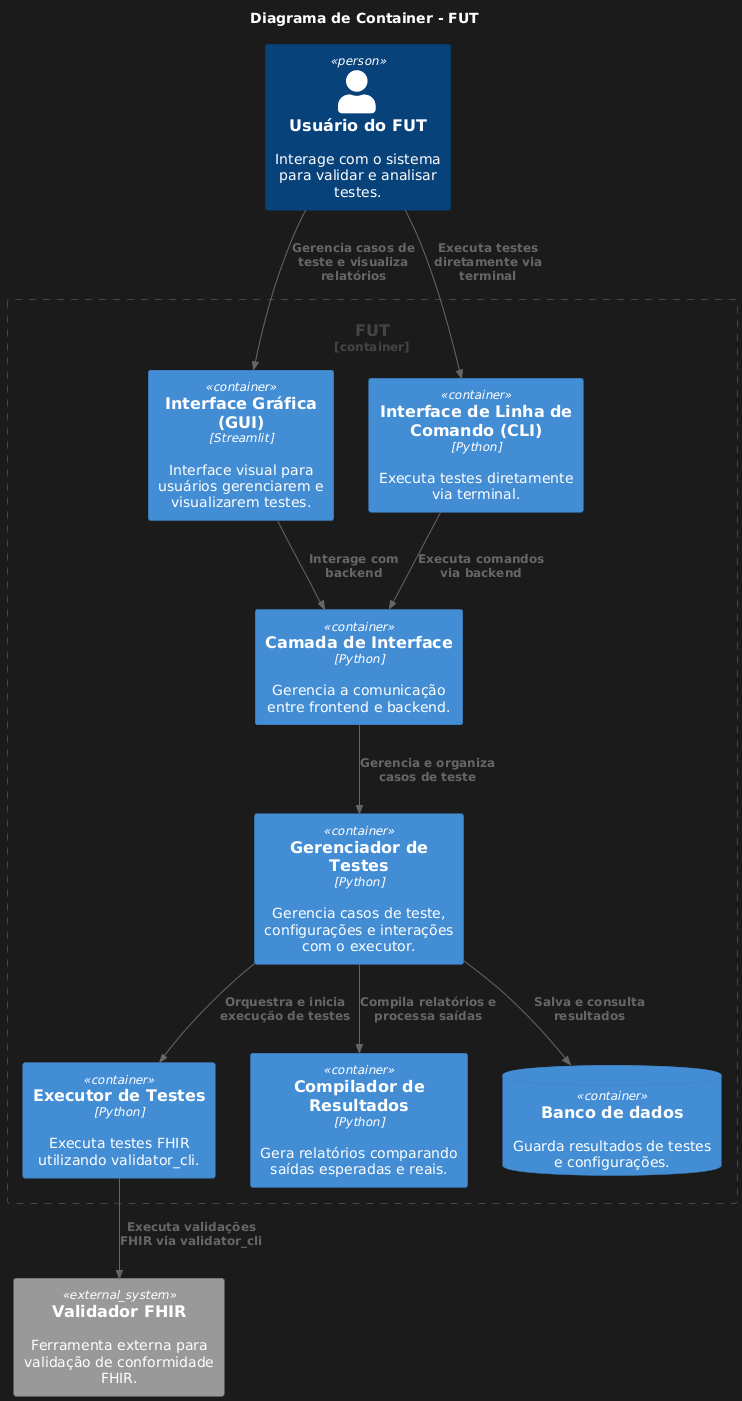 Diagrama de Container - FUT
«person»
Usuário do FUT
Interage com o sistema
para validar e analisar
testes.
Gerencia casos de
teste e visualiza
relatórios
Executa testes
diretamente via
terminal
FUT
[container]
«container»
Interface Gráfica
(GUI)
[Streamlit]
Interface visual para
usuários gerenciarem e
visualizarem testes.
«container»
Interface de Linha de
Comando (CLI)
[Python]
Executa testes diretamente
via terminal.
Interage com
backend
Executa comandos
via backend
«container»
Camada de Interface
[Python]
Gerencia a comunicação
entre frontend e backend.
Gerencia e organiza
casos de teste
«container»
Gerenciador de
Testes
[Python]
Gerencia casos de teste,
configurações e interações
com o executor.
Orquestra e inicia
execução de testes
Compila relatórios e
processa saídas
Salva e consulta
resultados
«container»
Executor de Testes
[Python]
Executa testes FHIR
utilizando validator_cli.
«container»
Compilador de
Resultados
[Python]
Gera relatórios comparando
saídas esperadas e reais.
«container»
Banco de dados
Guarda resultados de testes
e configurações.
Executa validações
FHIR via validator_cli
«external_system»
Validador FHIR
Ferramenta externa para
validação de conformidade
FHIR.